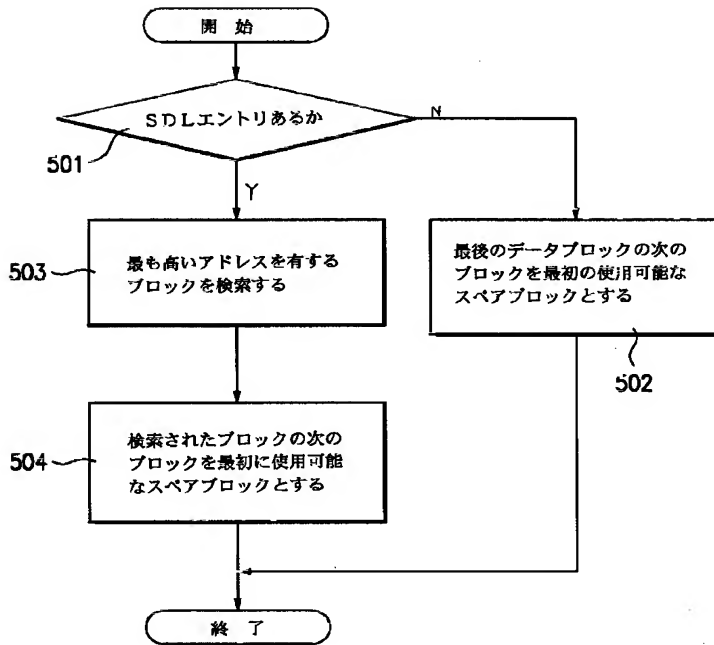 開始
SDLエントリあるか
N
501
Y
503
最も高いアドレスを有する
ブロックを検索する
最後のデータブロックの次の
ブロックを最初の使用可能な
スペアブロックとする
502
504
検索されたブロックの次の
ブロックを最初に使用可能
なスペアブロックとする
終了